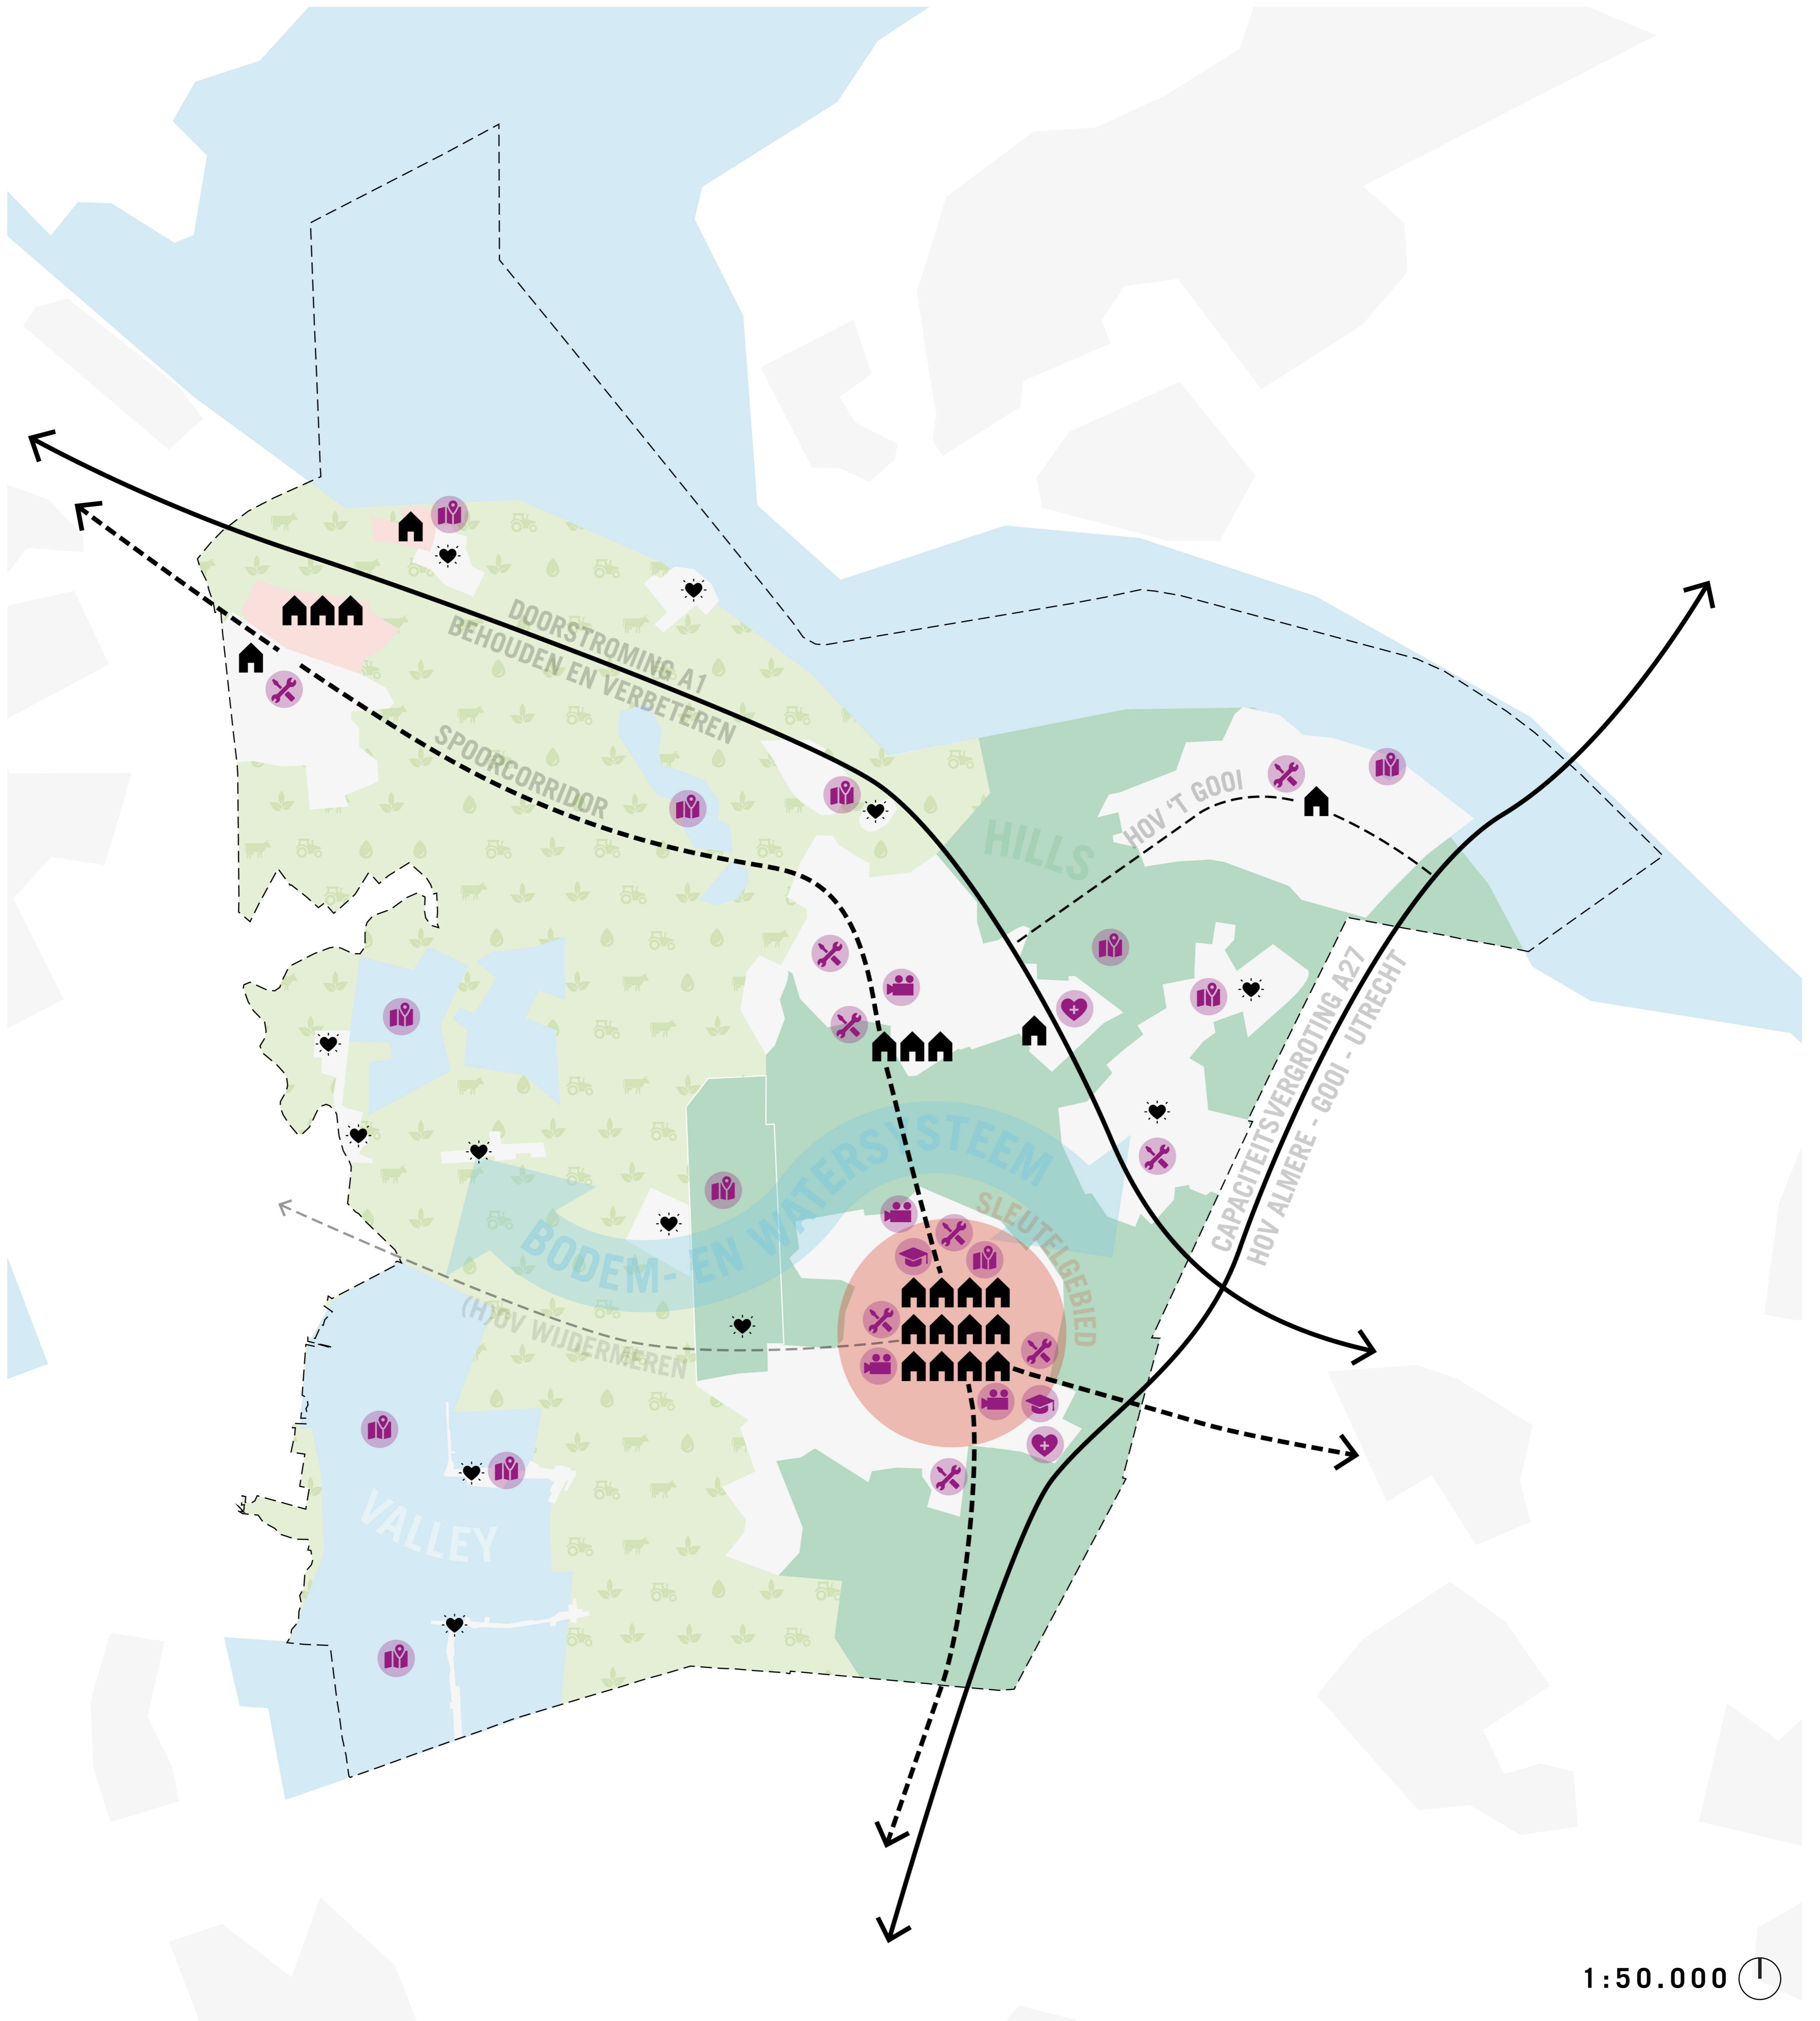 DOORSTROMING A1
BEHOUDEN EN VERBETEREN
SPOORCORRIDOR
HOV 'T GOOI
HILLS
CAPACITEITSVERGROTING A27
HOV ALMERE - GOOI - UTRECHT
BODEM- EN WATERSYSTEEM
SLEUTELGEBIED
(H)OV WIJDERMEREN
VALLEY
1:50.000